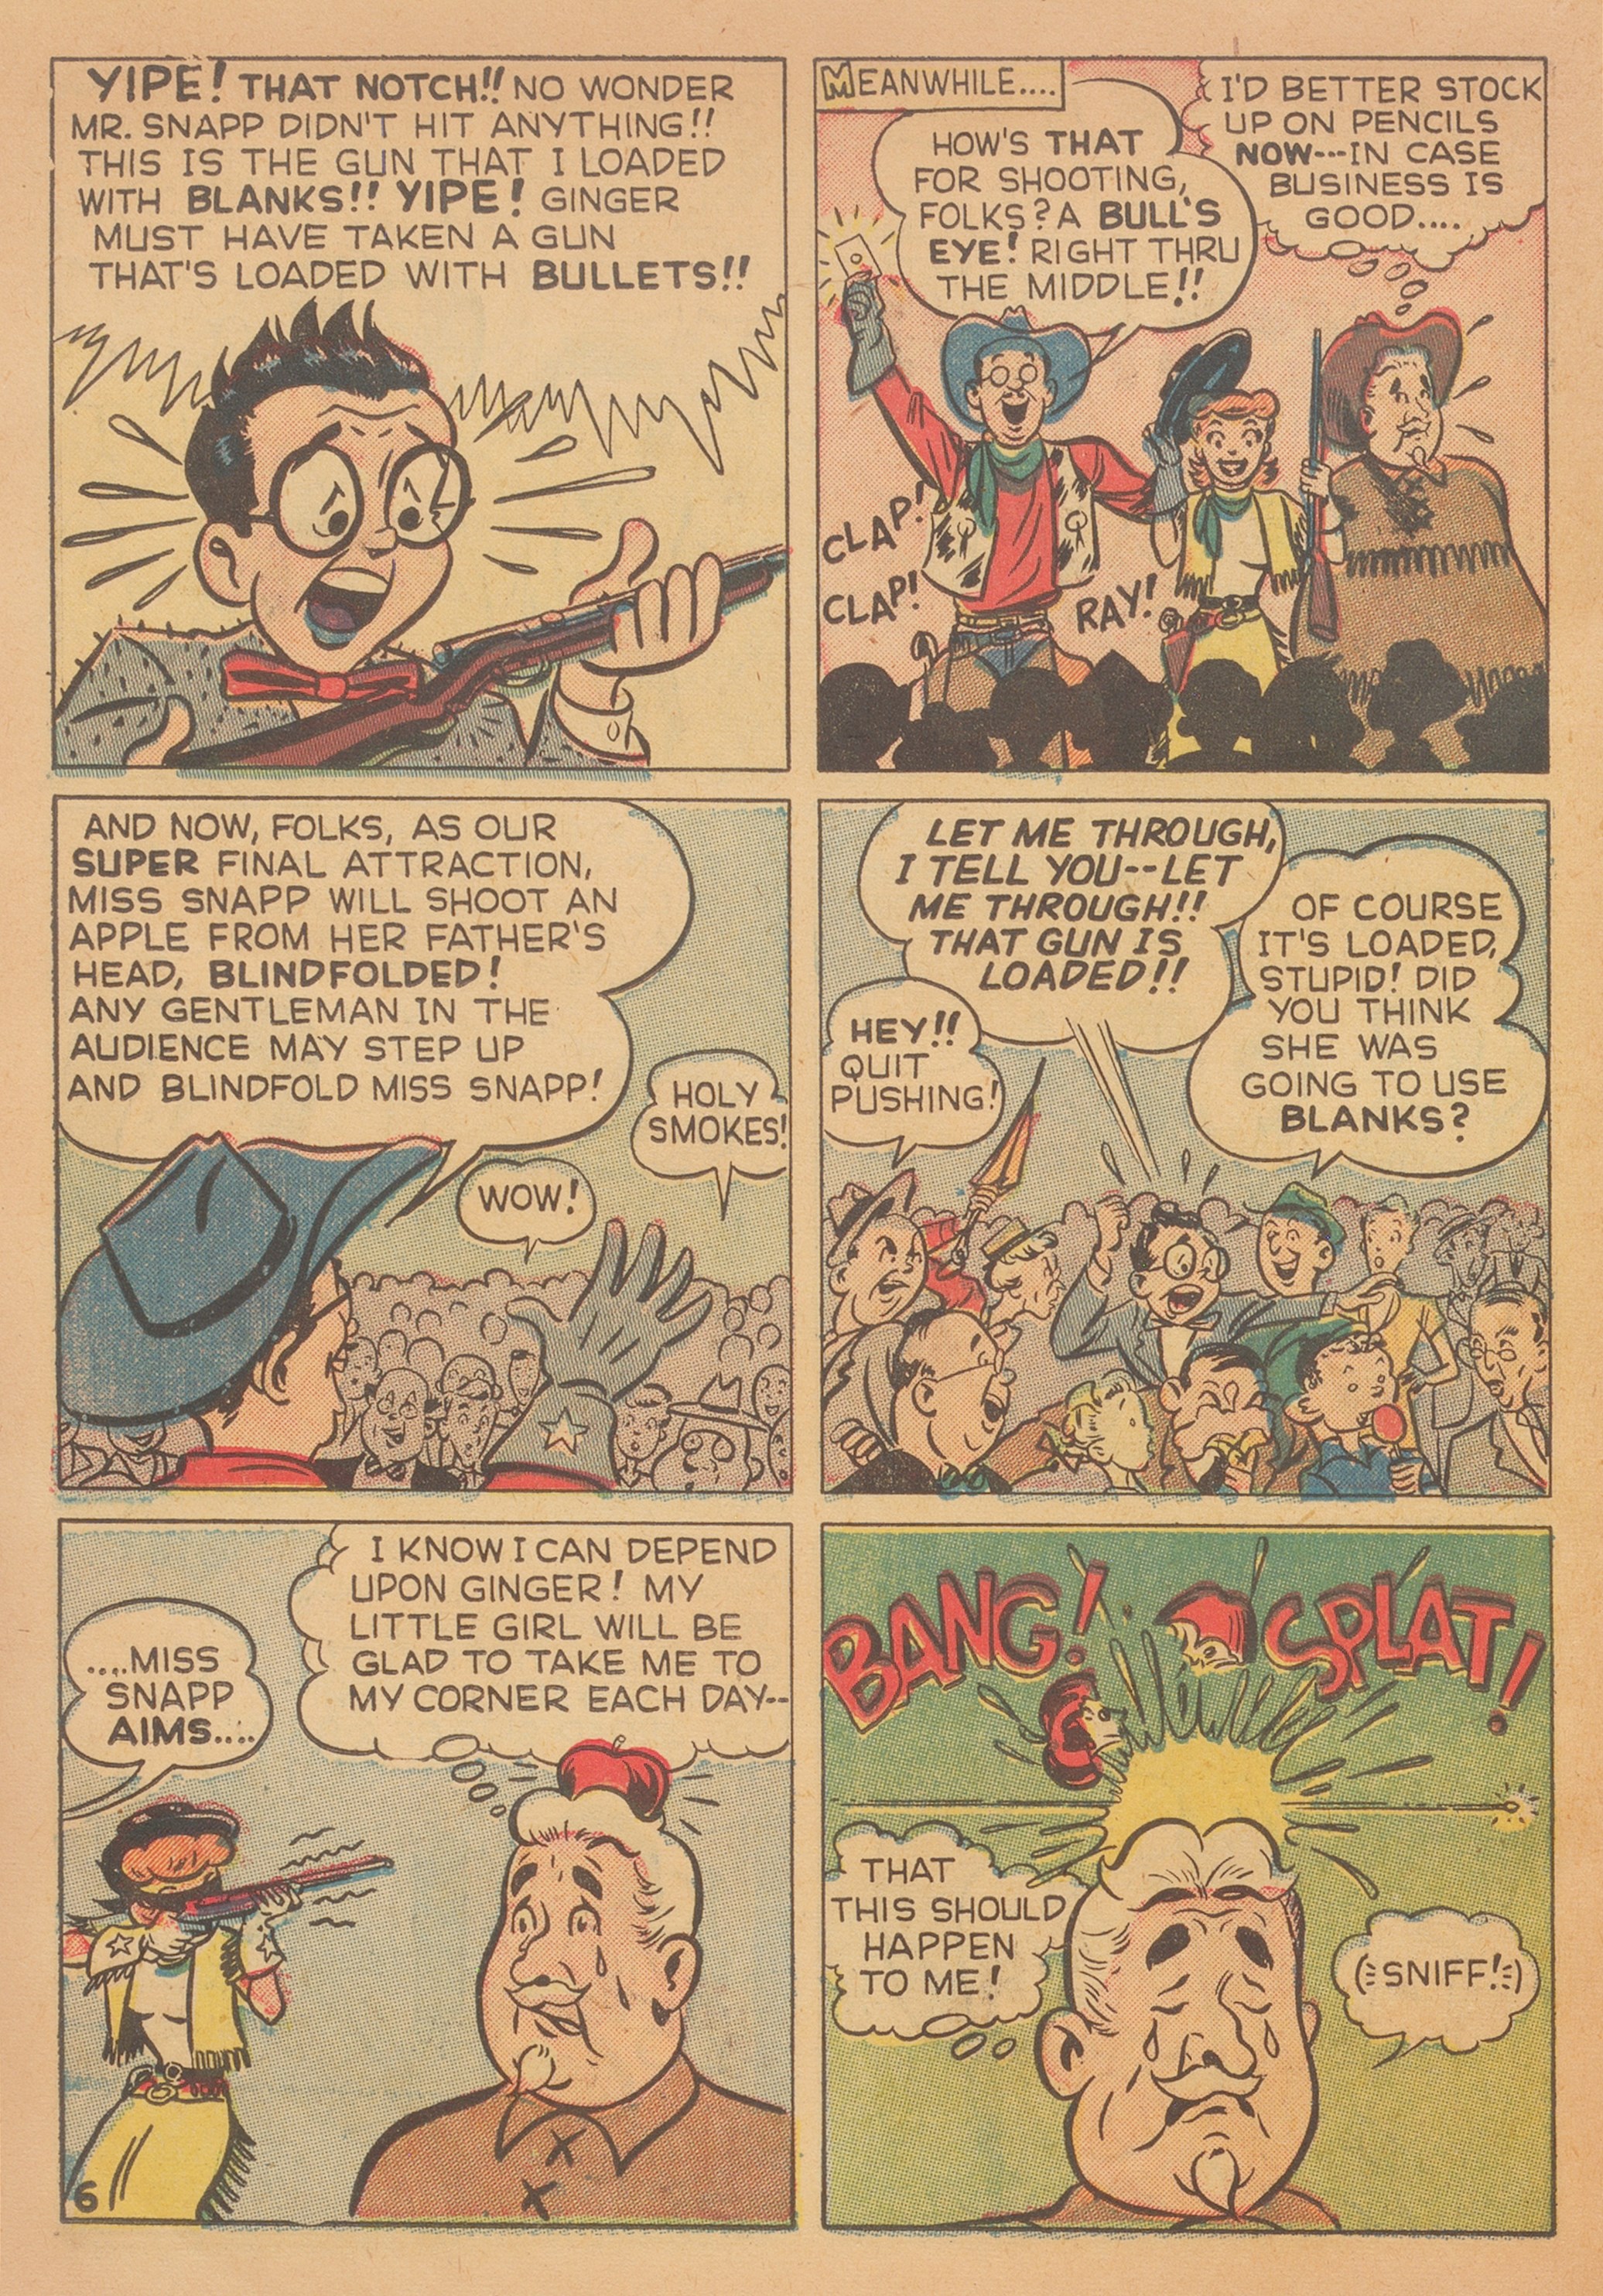 YIPE! THAT NOTCH!! NO WONDER
MR. SNAPP DIDN'T HIT ANYTHING!!
THIS IS THE GUN THAT I LOADED
WITH BLANKS!! YIPE! GINGER
MUST HAVE TAKEN A GUN
THAT'S LOADED WITH BULLETS!!
MEANWHILE....
HOW'S THAT
FOR SHOOTING,
FOLKS? A BULL'S
EYE! RIGHT THRU
THE MIDDLE!!
I'D BETTER STOCK
UP ON PENCILS
NOW---IN CASE
BUSINESS IS
GOOD....
CLAP!
CLAP!
RAY!
AND NOW, FOLKS, AS OUR
SUPER FINAL ATTRACTION,
MISS SNAPP WILL SHOOT AN
APPLE FROM HER FATHER'S
HEAD, BLINDFOLDED!
ANY GENTLEMAN IN THE
AUDIENCE MAY STEP UP
AND BLINDFOLD MISS SNAPP!
WOW!
HOLY
SMOKES!
HEY!!
QUIT
PUSHING!
LET ME THROUGH,
I TELL YOU--LET
ME THROUGH!!
THAT GUN IS
LOADED!!
OF COURSE
IT'S LOADED,
STUPID! DID
YOU THINK
SHE WAS
GOING TO USE
BLANKS?
....MISS
SNAPP
AIMS....
I KNOW I CAN DEPEND
UPON GINGER! MY
LITTLE GIRL WILL BE
GLAD TO TAKE ME TO
MY CORNER EACH DAY--
6
BANG! SPLAT!
THAT
THIS SHOULD
HAPPEN
TO ME!
(SNIFF!)